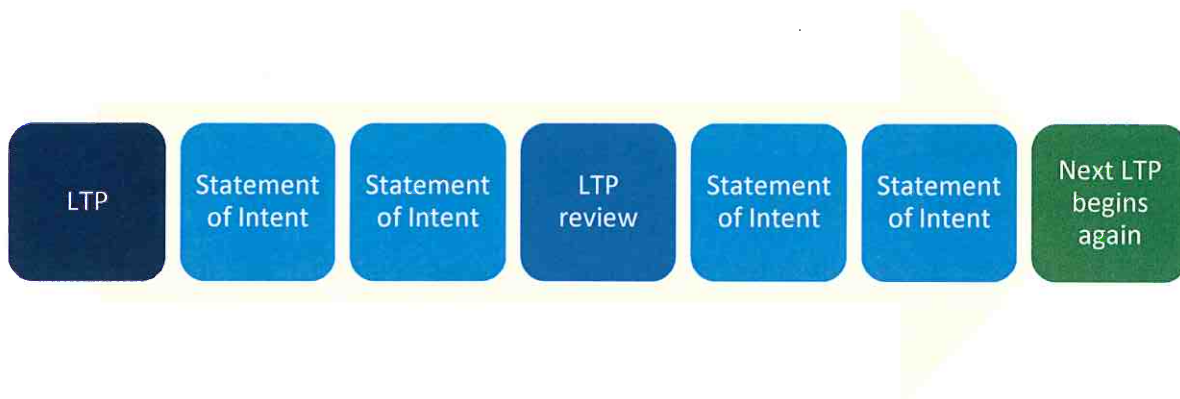 LTP
Statement
of Intent
Statement
of Intent
LTP
review
Statement
of Intent
Statement
of Intent
Next LTP
begins
again